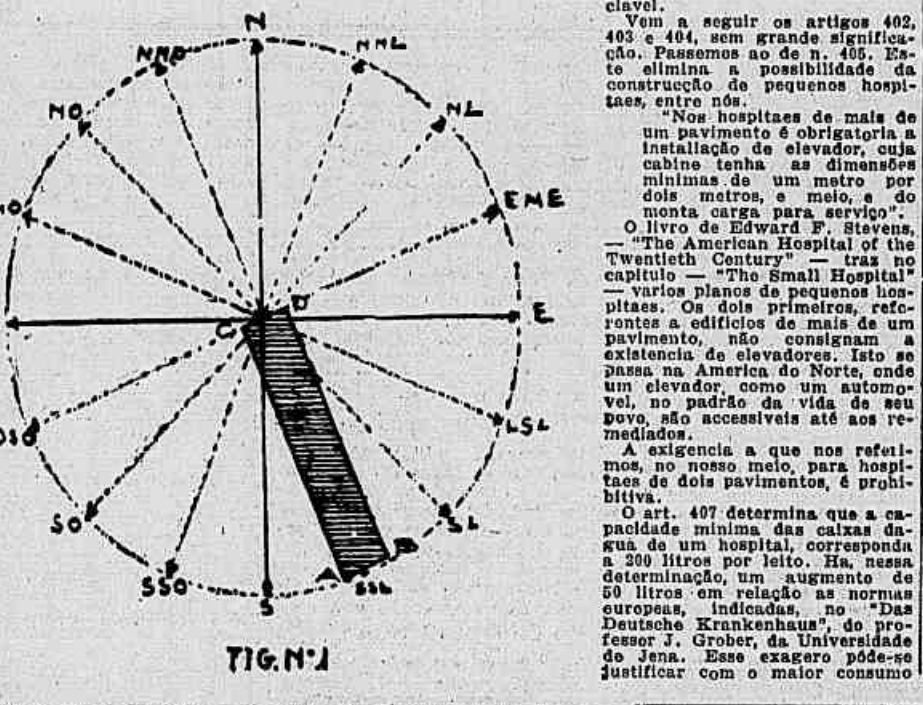 N
NNL
NL
ENE
E
LSL
SL
SSL
S
SSO
SO
OSO
NO
NNO
C
D
A
B
FIG. Nº 1
clavel.
Vem a seguir os artigos 402,
403 e 404, sem grande significa-
ção. Passemos ao de n. 405. Es-
te elimina a possibilidade da
construcção de pequenos hospi-
taes, entre nós.
"Nos hospitaes de mais de
um pavimento é obrigatoria a
installação de elevador, cuja
cabine tenha as dimensões
minimas de um metro por
dois metros, e meio, e do
monta carga para serviço".
O livro de Edward F. Stevens,
— "The American Hospital of the
Twentieth Century" — traz no
capitulo — "The Small Hospital"
— varios planos de pequenos hos-
pitaes. Os dois primeiros, refe-
rentes a edificios de mais de um
pavimento, não consignam a
existencia de elevadores. Isto se
passa na America do Norte, onde
um elevador, como um automo-
vel, no padrão da vida de seu
povo, são accessiveis até aos re-
mediados.
A exigencia a que nos referi-
mos, no nosso meio, para hospi-
taes de dois pavimentos, é prohi-
bitiva.
O art. 407 determina que a ca-
pacidade minima das caixas da-
gua de um hospital, corresponda
a 200 litros por leito. Ha, nessa
determinação, um augmento de
50 litros em relação as normas
europeas, indicadas, no "Das
Deutsche Krankenhaus", do pro-
fessor J. Grober, da Universidade
de Jena. Esse exagero póde-se
justificar com o maior consumo